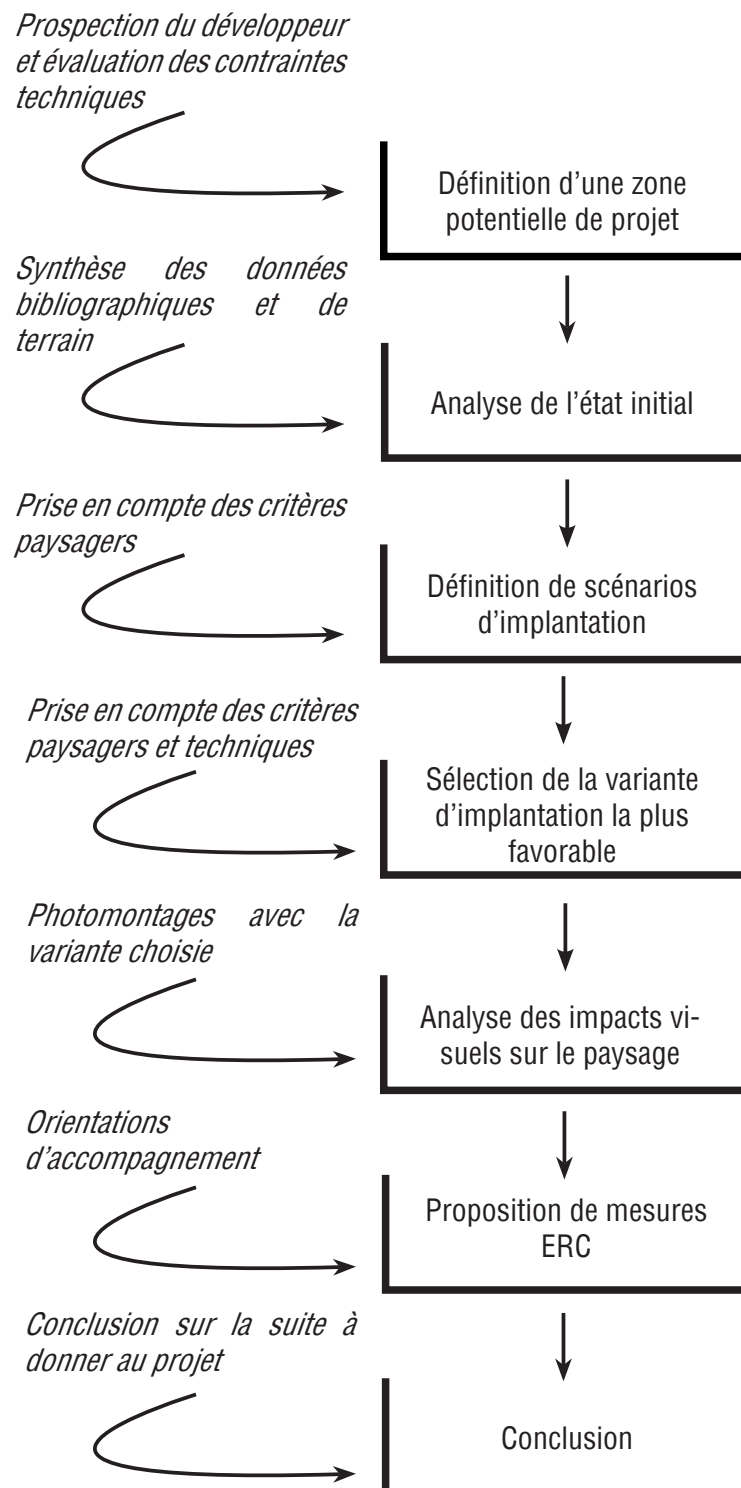 Prospection du développeur
et évaluation des contraintes
techniques
Définition d'une zone
potentielle de projet
Synthèse des données
bibliographiques et de
terrain
Analyse de l'état initial
Prise en compte des critères
paysagers
Définition de scénarios
d'implantation
Prise en compte des critères
paysagers et techniques
Sélection de la variante
d'implantation la plus
favorable
Photomontages avec la
variante choisie
Analyse des impacts vi-
suels sur le paysage
Orientations
d'accompagnement
Proposition de mesures
ERC
Conclusion sur la suite à
donner au projet
Conclusion